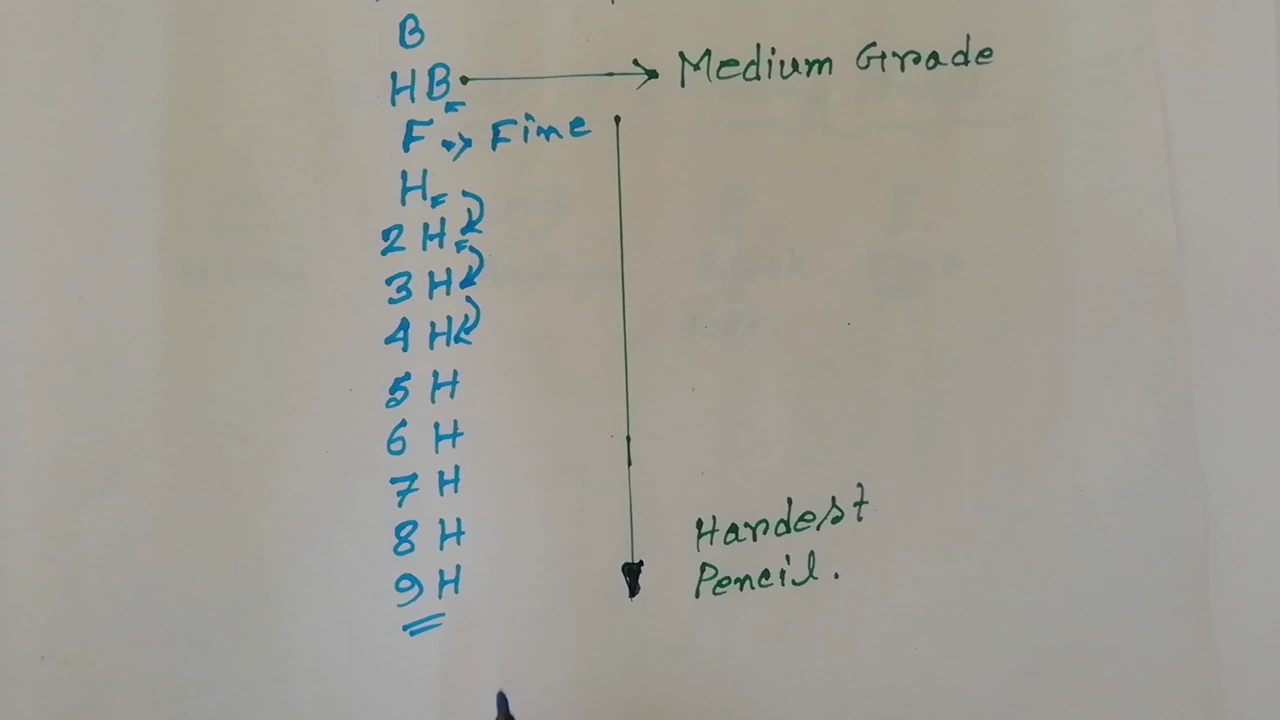 B
HB → Medium Grade
F → Fine
H
2 H
3 H
4 H
5 H
6 H
7 H
8 H
9 H
Hardest
Pencil.